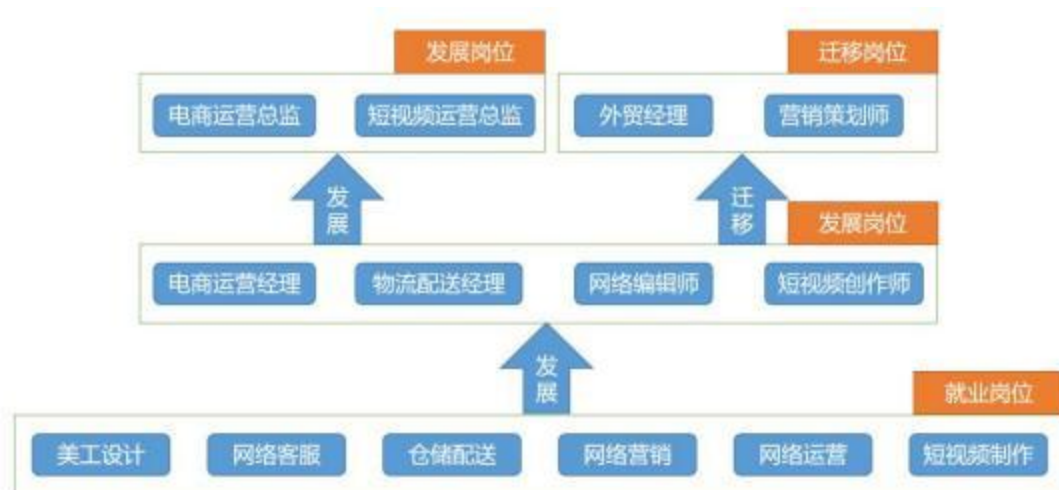 发展岗位
迁移岗位
电商运营总监
短视频运营总监
外贸经理
营销策划师
发展
迁移
发展岗位
电商运营经理
物流配送经理
网络编辑师
短视频创作师
发展
就业岗位
美工设计
网络客服
仓储配送
网络营销
网络运营
短视频制作